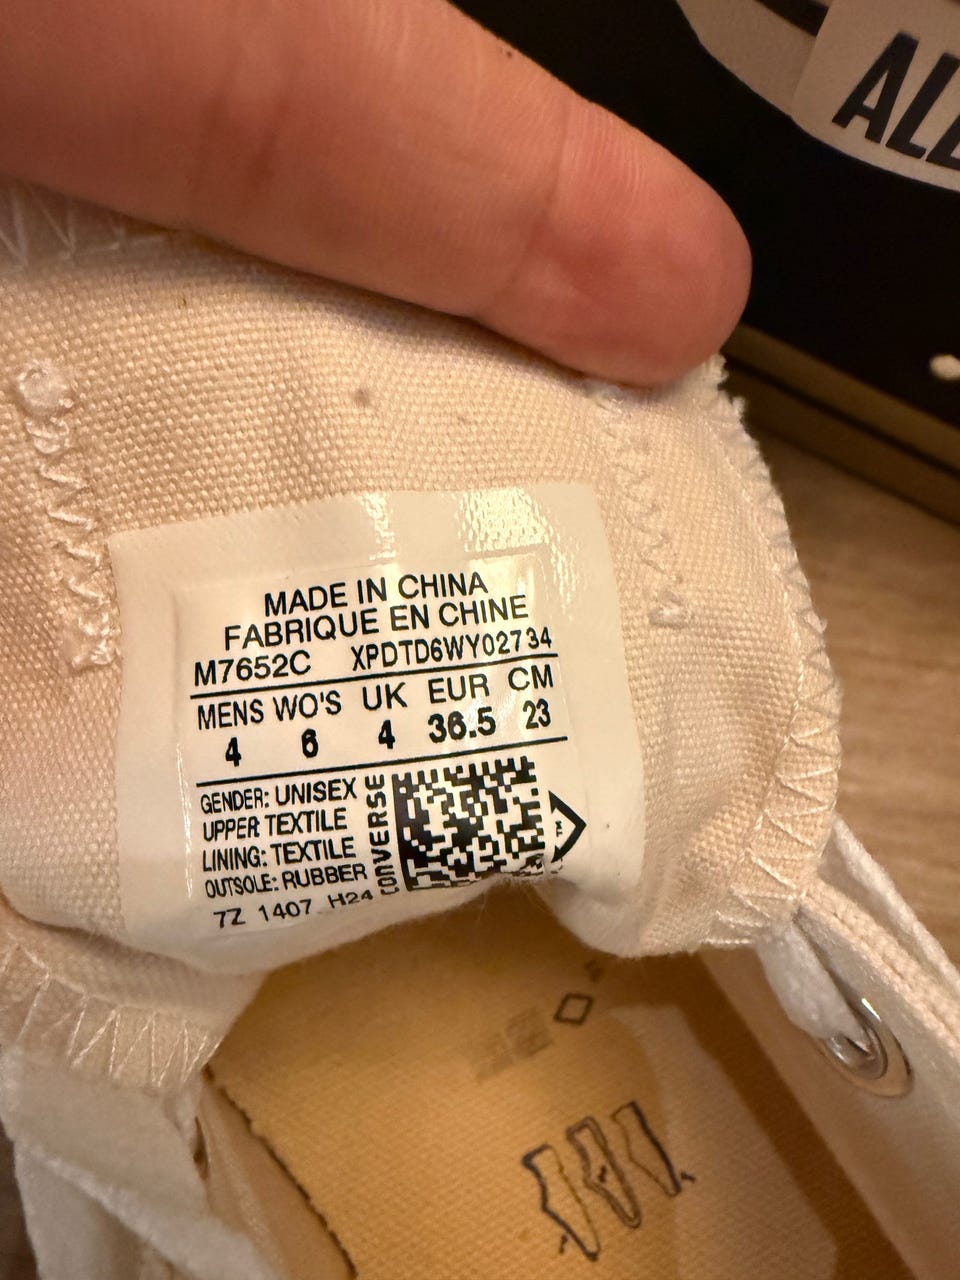 ALL
MADE IN CHINA
FABRIQUE EN CHINE
M7652C XPDTD6WY02734
MENS WO'S UK EUR CM
4 6 4 36.5 23
GENDER: UNISEX
UPPER TEXTILE
LINING: TEXTILE
OUTSOLE: RUBBER
7Z 1407 H24
CONVERSE